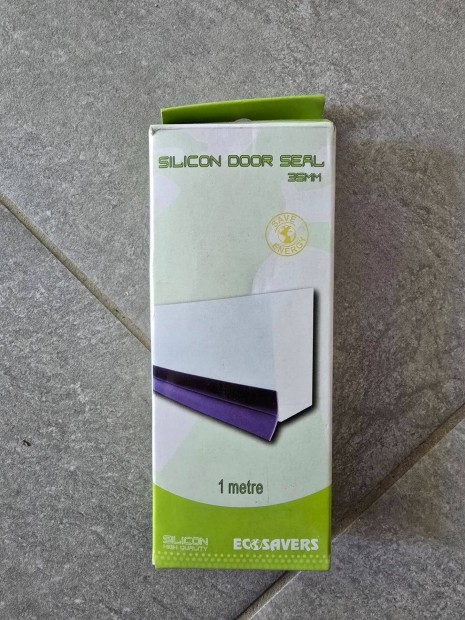 SILICON DOOR SEAL
35MM
SAVE
ENERGY
1 metre
SILICON
HIGH QUALITY
ECOSAVERS